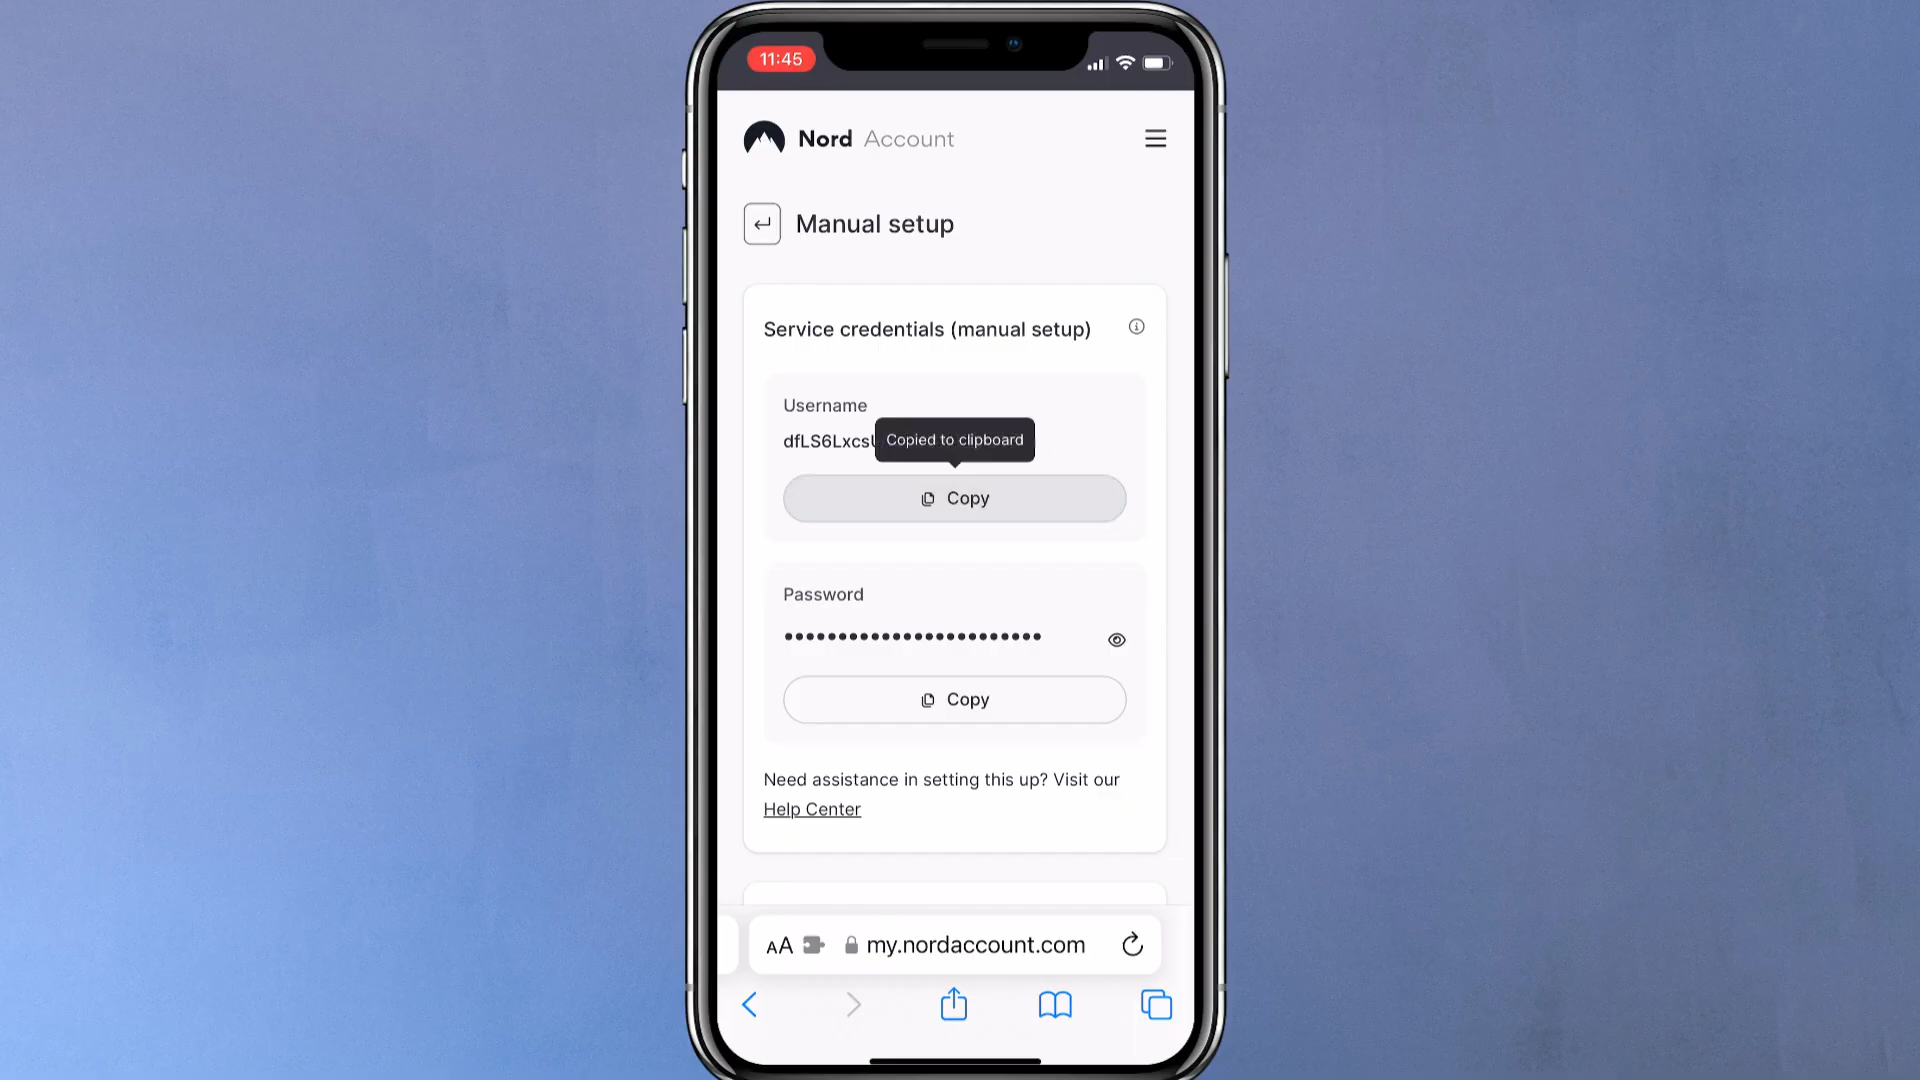 11:45
Nord Account
Manual setup
Service credentials (manual setup)
Username
dfLS6Lxcs
Copied to clipboard
Copy
Password
Copy
Need assistance in setting this up? Visit our
Help Center
AA my.nordaccount.com